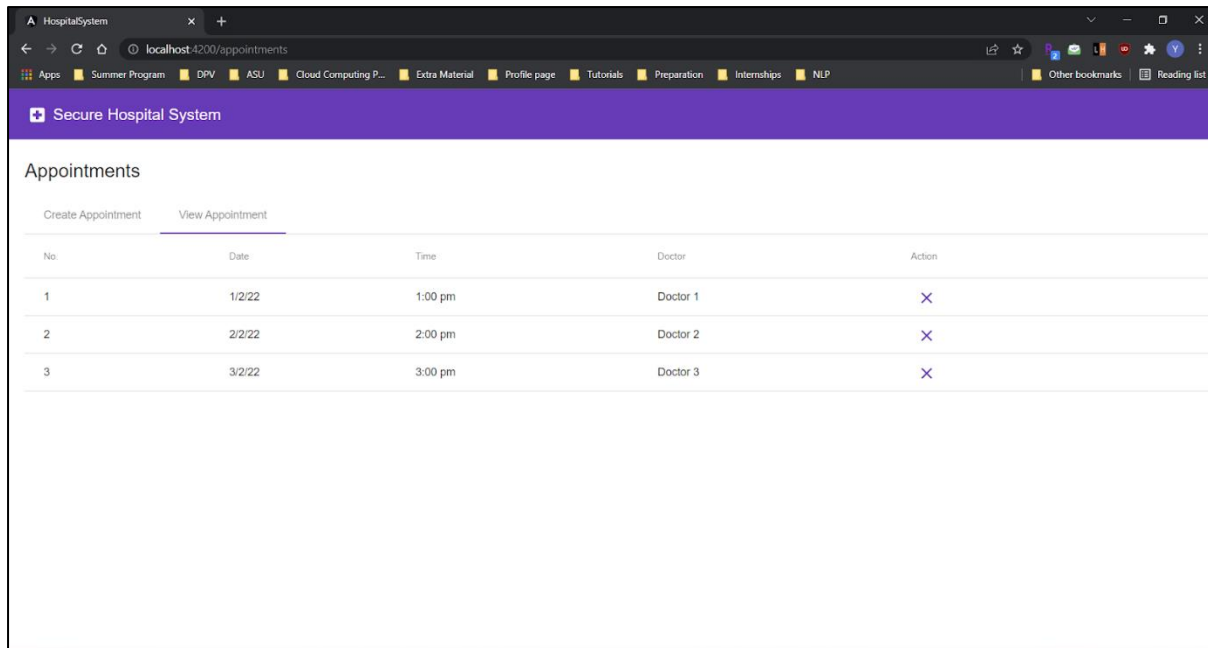 HospitalSystem
localhost:4200/appointments
Apps Summer Program DPV ASU Cloud Computing P... Extra Material Profile page Tutorials Preparation Internships NLP Other bookmarks Reading list
Secure Hospital System
Appointments
Create Appointment View Appointment
No. Date Time Doctor Action
1 1/2/22 1:00 pm Doctor 1
2 2/2/22 2:00 pm Doctor 2
3 3/2/22 3:00 pm Doctor 3